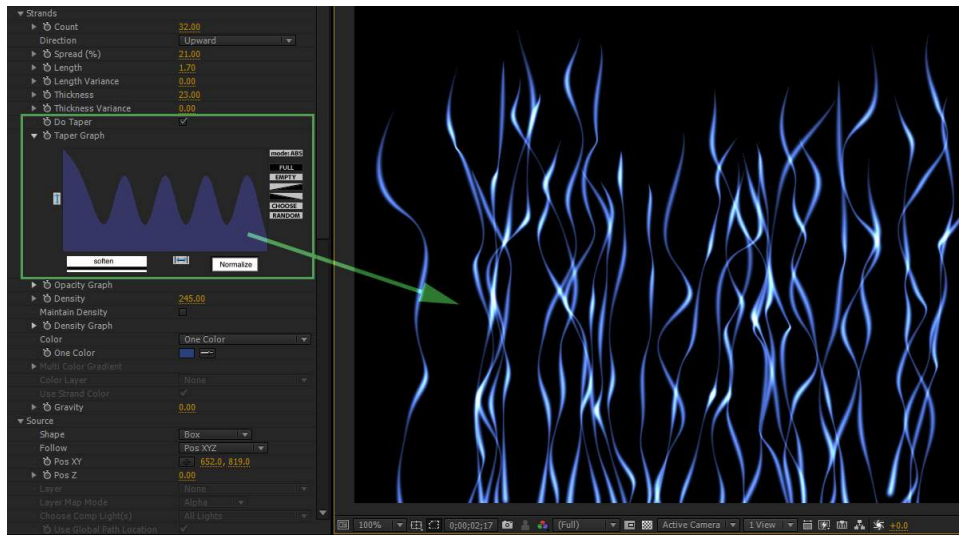 Strands
Count 32.00
Direction Upward
Spread (%) 21.00
Length 1.70
Length Variance 0.00
Thickness 23.00
Thickness Variance 0.00
Do Taper
Taper Graph
mode: ABS
FULL
EMPTY
CHOOSE
RANDOM
soften
Normalize
Opacity Graph
Density 245.00
Maintain Density
Density Graph
Color One Color
One Color
Multi Color Gradient
Color Layer None
Use Strand Color
Gravity 0.00
Source
Shape Box
Follow Pos XYZ
Pos XY 652.0, 819.0
Pos Z 0.00
Layer None
Layer Map Mode Alpha
Choose Comp Light(s) All Lights
Use Global Path Location
100% 0;00;02;17 (Full) Active Camera 1 View +0.0